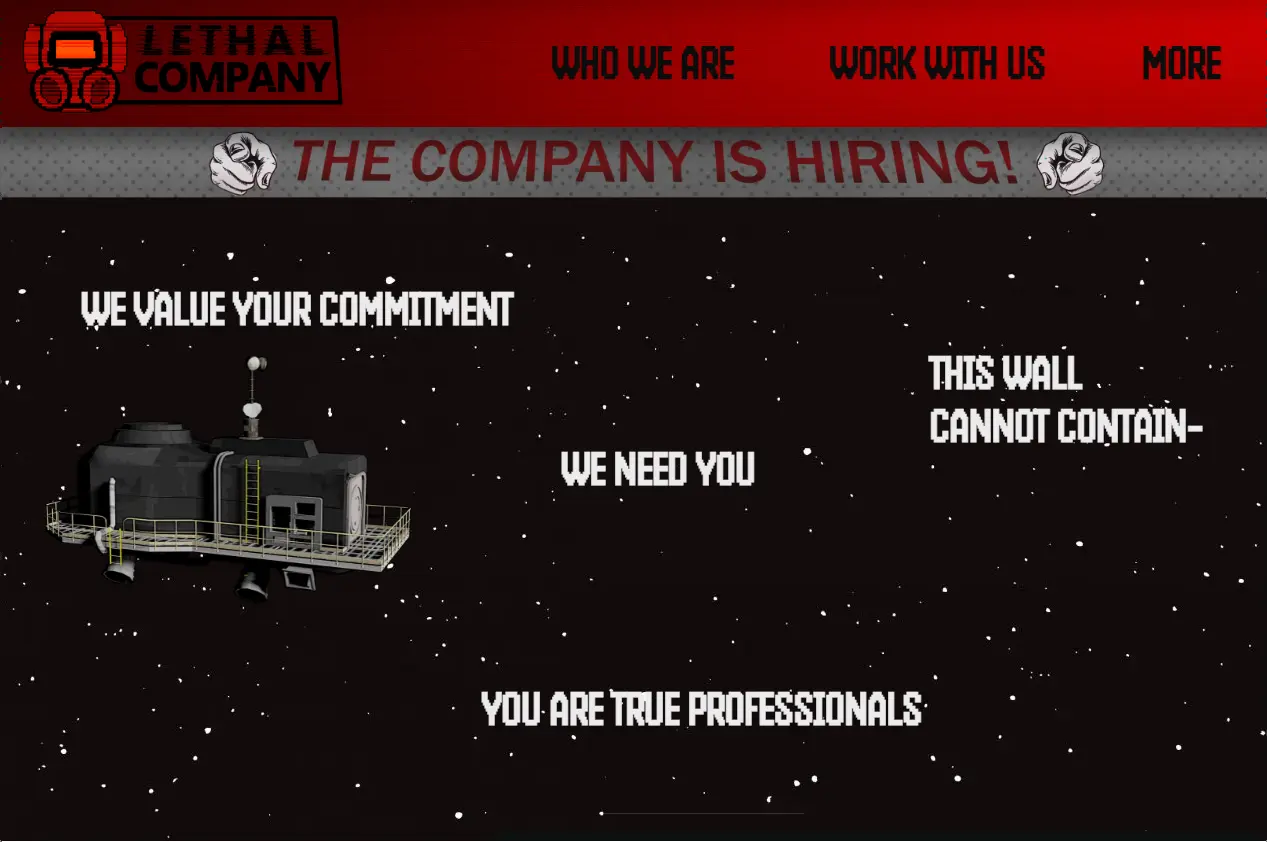 LETHAL
COMPANY
WHO WE ARE
WORK WITH US
MORE
THE COMPANY IS HIRING!
WE VALUE YOUR COMMITMENT
THIS WALL
CANNOT CONTAIN-
WE NEED YOU
YOU ARE TRUE PROFESSIONALS